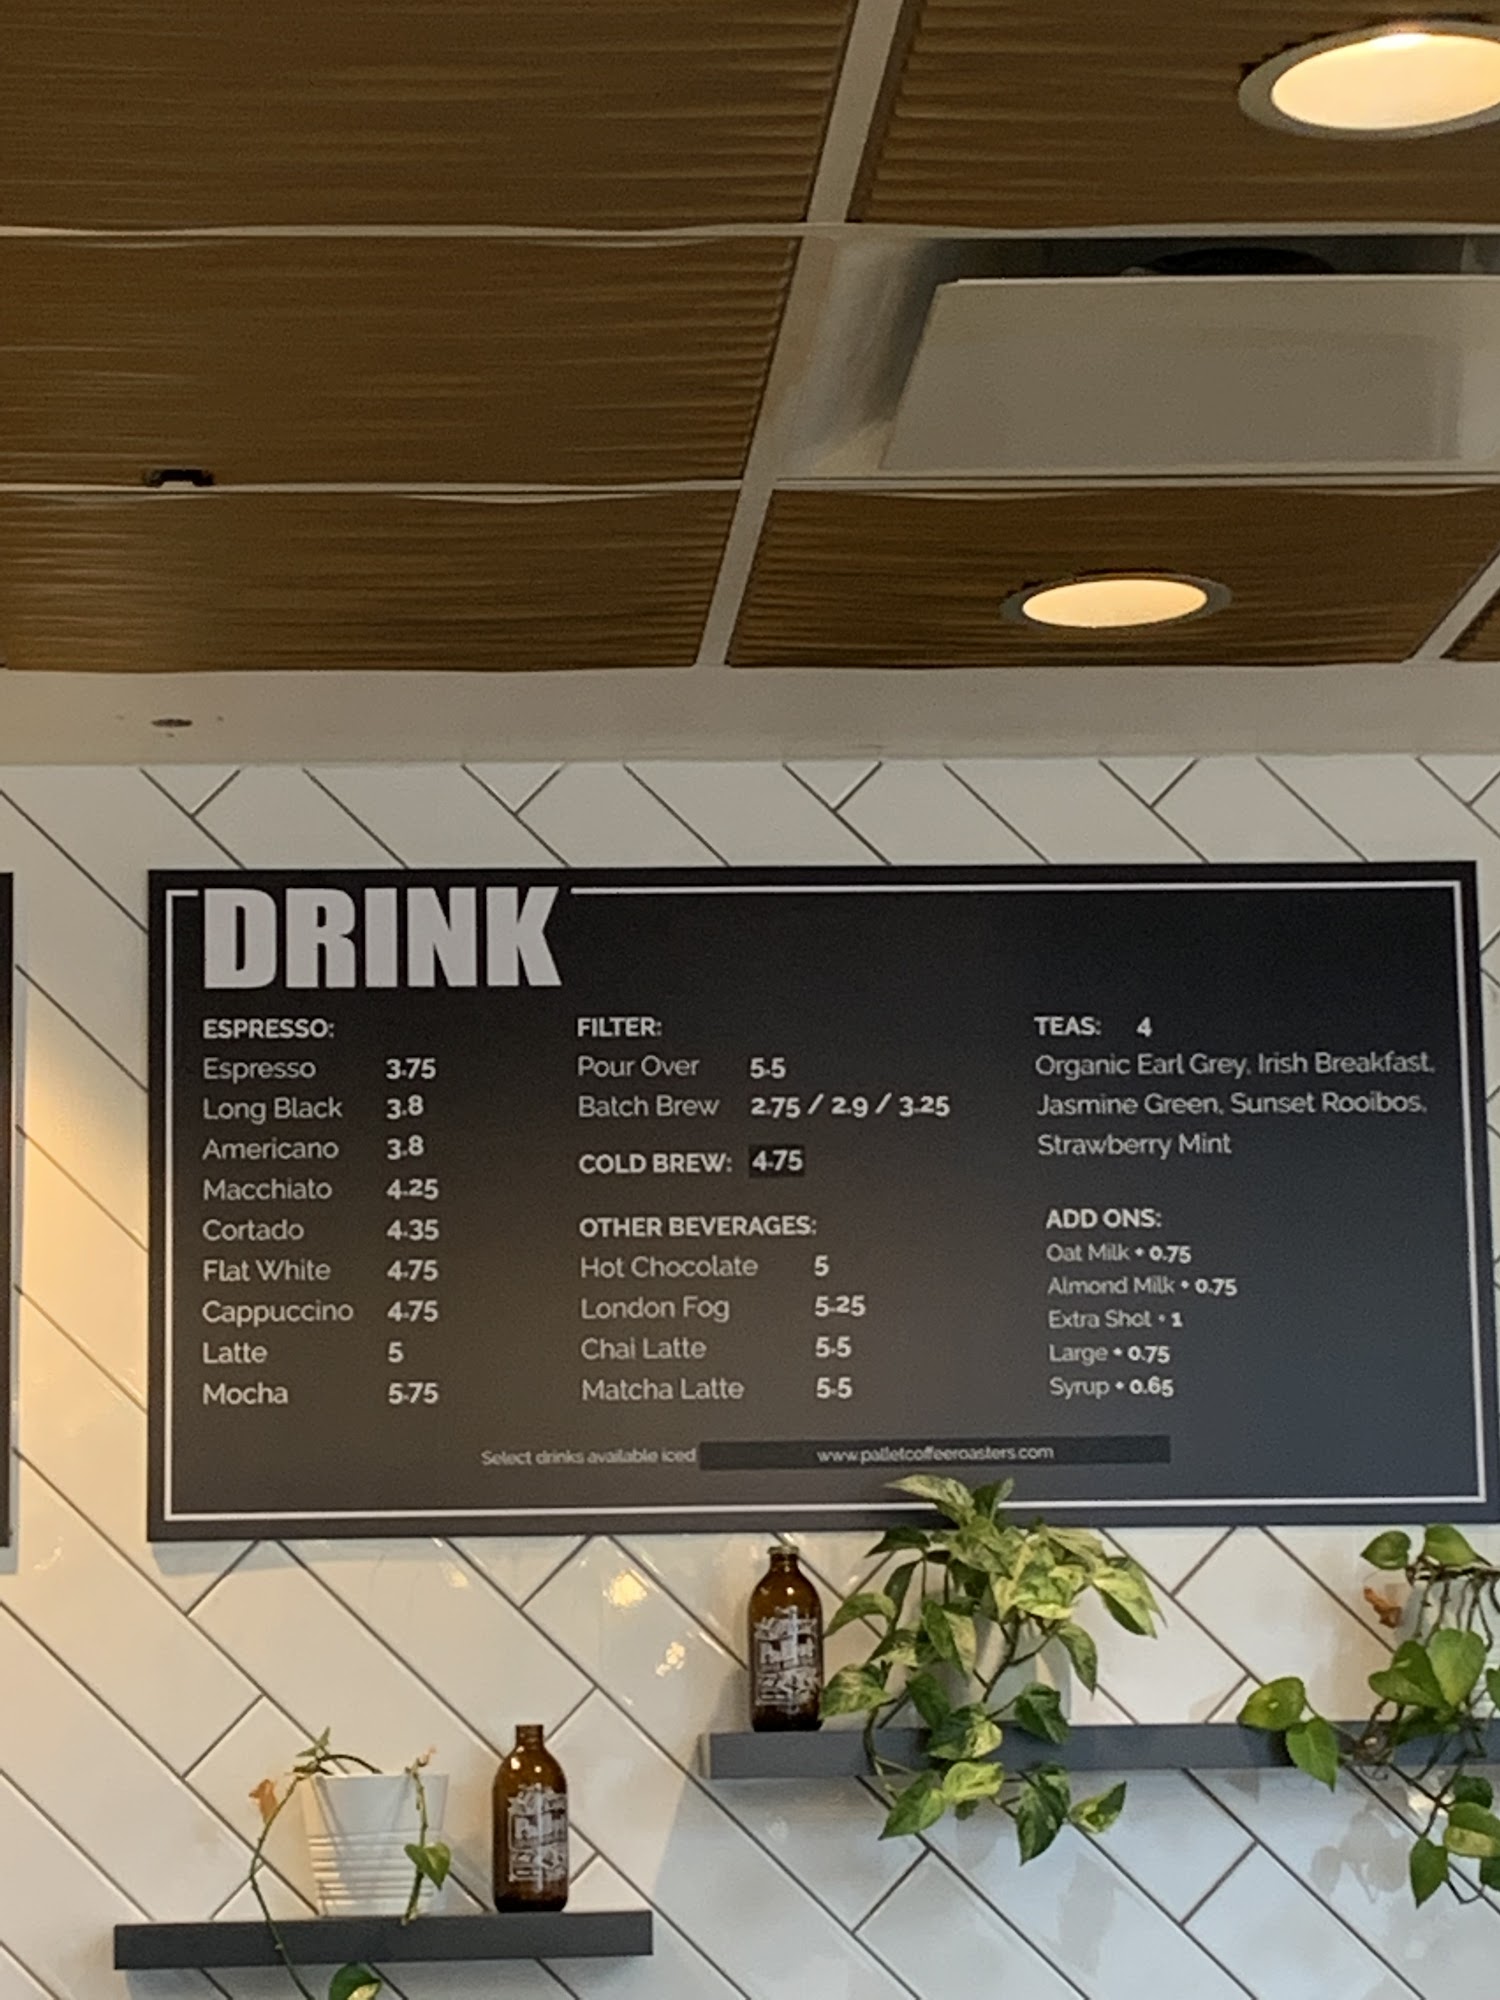 DRINK
ESPRESSO:
Espresso 3.75
Long Black 3.8
Americano 3.8
Macchiato 4.25
Cortado 4.35
Flat White 4.75
Cappuccino 4.75
Latte 5
Mocha 5.75
FILTER:
Pour Over 5.5
Batch Brew 2.75 / 2.9 / 3.25
COLD BREW: 4.75
OTHER BEVERAGES:
Hot Chocolate 5
London Fog 5.25
Chai Latte 5.5
Matcha Latte 5.5
TEAS: 4
Organic Earl Grey, Irish Breakfast,
Jasmine Green, Sunset Rooibos,
Strawberry Mint
ADD ONS:
Oat Milk • 0.75
Almond Milk • 0.75
Extra Shot • 1
Large • 0.75
Syrup • 0.65
Select drinks available iced www.palletcoffeeroasters.com
Pallet
Pallet